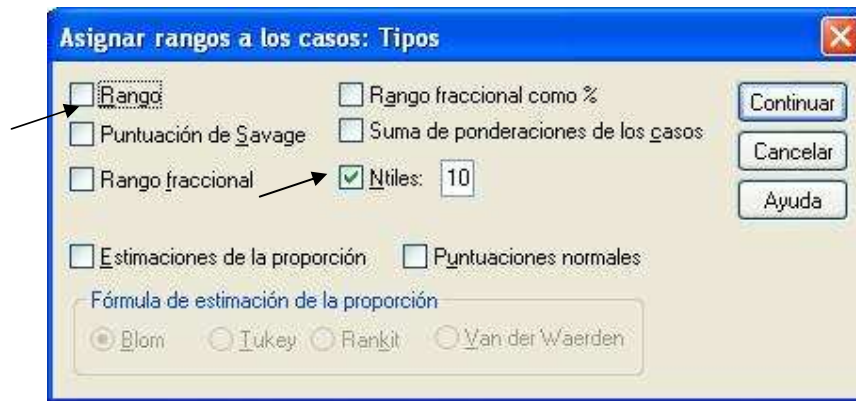 Asignar rangos a los casos: Tipos
Rango
Rango fraccional como %
Continuar
Puntuación de Savage
Suma de ponderaciones de los casos
Cancelar
Rango fraccional
Ntiles: 10
Ayuda
Estimaciones de la proporción
Puntuaciones normales
Fórmula de estimación de la proporción
Blom
Tukey
Rankit
Van der Waerden